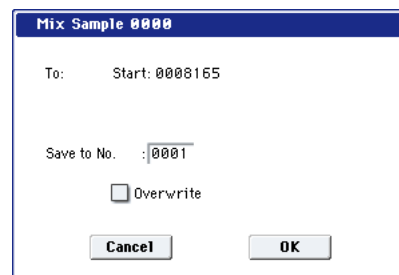 Mix Sample 0000
To: Start: 0008165
Save to No. :0001
Overwrite
Cancel OK